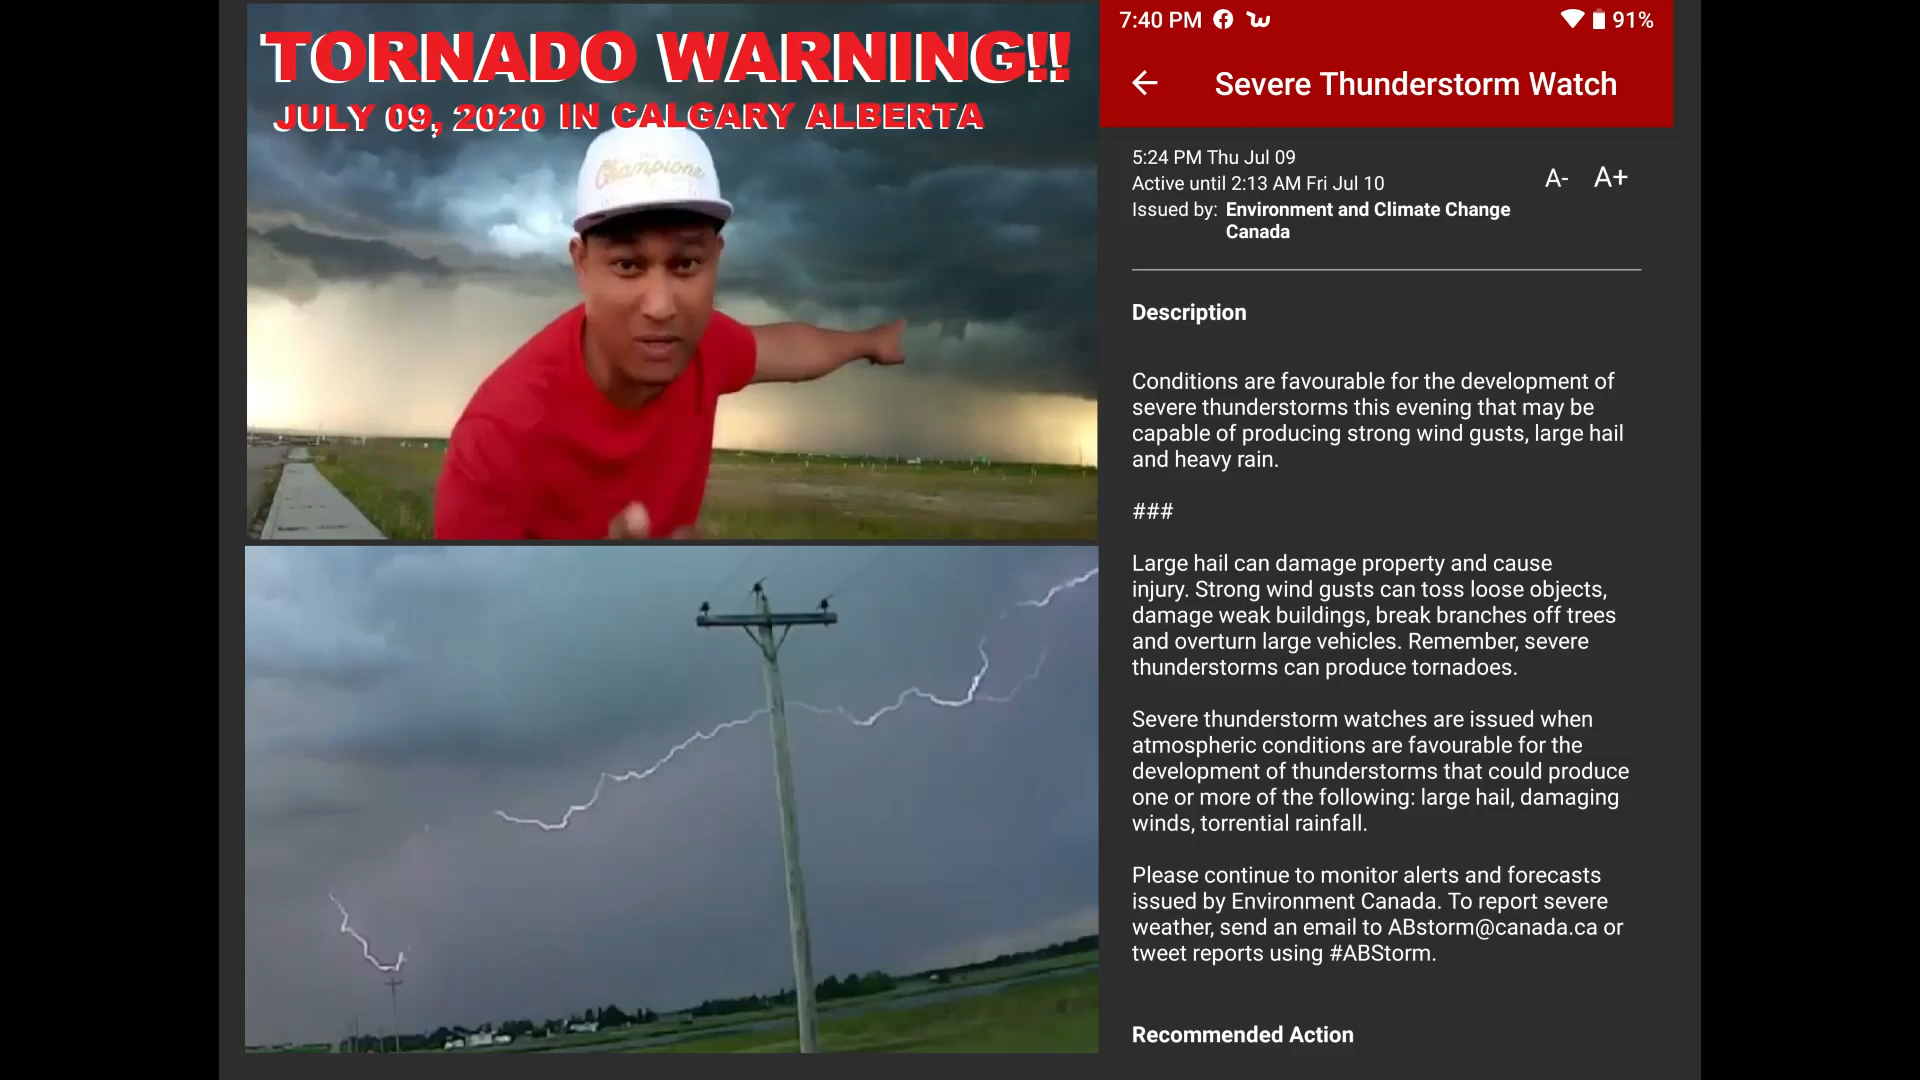 TORNADO WARNING!!
JULY 09, 2020 IN CALGARY ALBERTA
Champions
7:40 PM
91%
Severe Thunderstorm Watch
5:24 PM Thu Jul 09
Active until 2:13 AM Fri Jul 10
A- A+
Issued by: Environment and Climate Change
Canada
Description
Conditions are favourable for the development of
severe thunderstorms this evening that may be
capable of producing strong wind gusts, large hail
and heavy rain.
###
Large hail can damage property and cause
injury. Strong wind gusts can toss loose objects,
damage weak buildings, break branches off trees
and overturn large vehicles. Remember, severe
thunderstorms can produce tornadoes.
Severe thunderstorm watches are issued when
atmospheric conditions are favourable for the
development of thunderstorms that could produce
one or more of the following: large hail, damaging
winds, torrential rainfall.
Please continue to monitor alerts and forecasts
issued by Environment Canada. To report severe
weather, send an email to ABstorm@canada.ca or
tweet reports using #ABStorm.
Recommended Action